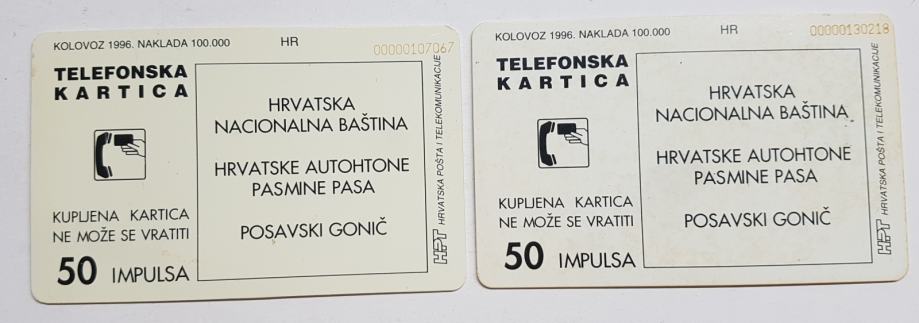 KOLOVOZ 1996. NAKLADA 100.000 HR 00000107067
TELEFONSKA
KARTICA
HRVATSKA
NACIONALNA BAŠTINA
HRVATSKE AUTOHTONE
PASMINE PASA
POSAVSKI GONIČ
KUPLJENA KARTICA
NE MOŽE SE VRATITI
50 IMPULSA
HPT HRVATSKA POŠTA I TELEKOMUNIKACIJE
KOLOVOZ 1996. NAKLADA 100.000 HR 00000130218
TELEFONSKA
KARTICA
HRVATSKA
NACIONALNA BAŠTINA
HRVATSKE AUTOHTONE
PASMINE PASA
POSAVSKI GONIČ
KUPLJENA KARTICA
NE MOŽE SE VRATITI
50 IMPULSA
HPT HRVATSKA POŠTA I TELEKOMUNIKACIJE